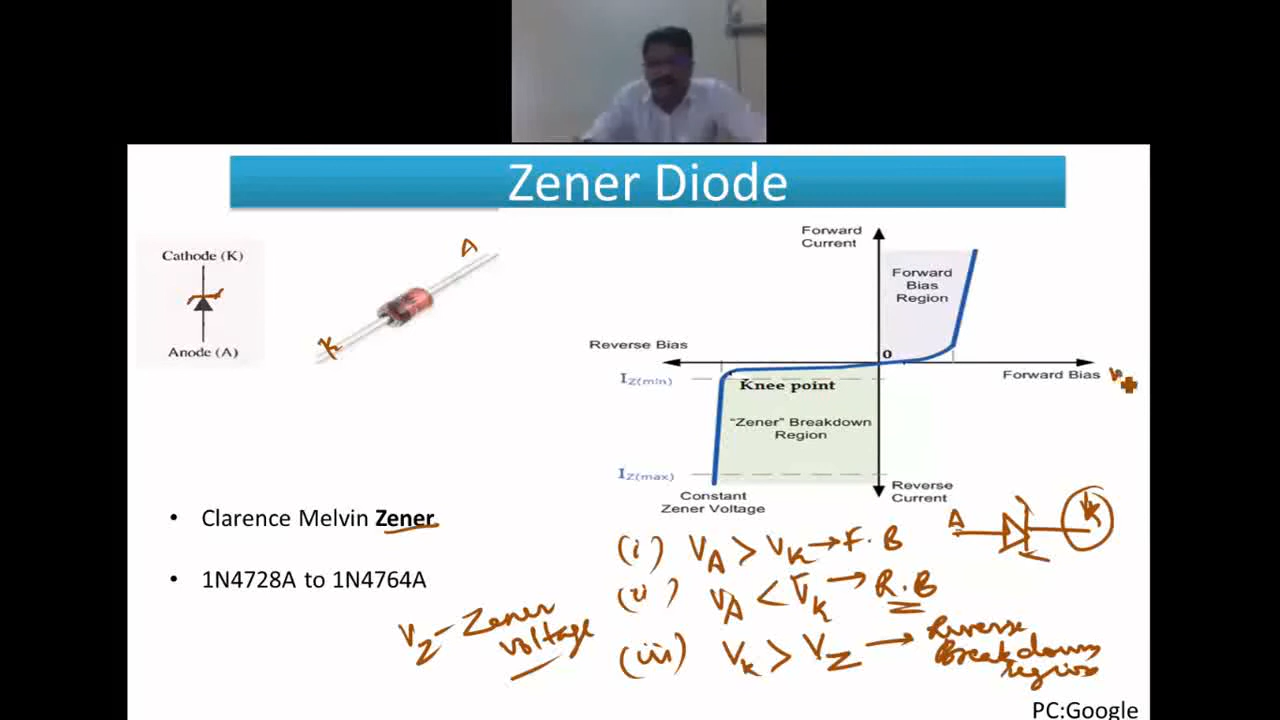 Zener Diode
Cathode (K)
Anode (A)
A
K
Forward
Current
Forward
Bias
Region
Reverse Bias
0
Forward Bias
V
IZ(min)
Knee point
"Zener" Breakdown
Region
IZ(max)
Constant
Zener Voltage
Reverse
Current
A
K
• Clarence Melvin Zener
• 1N4728A to 1N4764A
(i) VA > VK → F.B
(ii) VA < VK → R.B
VZ - Zener
voltage
(iii) VK > VZ → Reverse
Breakdown
region
PC:Google